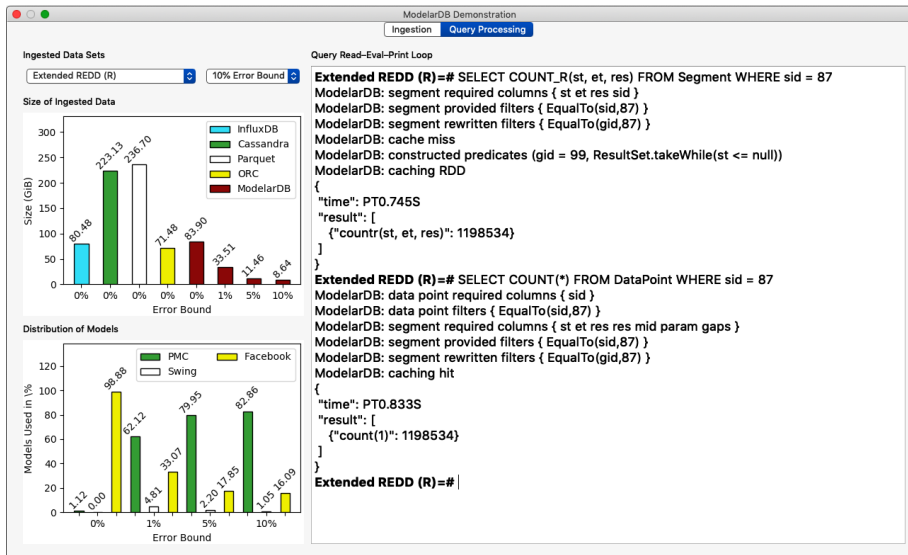 ModelarDB Demonstration
Ingestion
Query Processing
Ingested Data Sets
Extended REDD (R)
10% Error Bound
Size of Ingested Data
Size (GiB)
300
250
200
150
100
50
0
InfluxDB
Cassandra
Parquet
ORC
ModelarDB
80.48
223.13
236.70
71.48
83.90
33.51
11.46
8.64
0% 0% 0% 0% 0% 1% 5% 10%
Error Bound
Distribution of Models
Models Used in \%
120
100
80
60
40
20
0
PMC
Swing
Facebook
1.12
0.00
98.88
62.12
4.81
33.07
79.95
2.20
17.85
82.86
1.05
16.09
0% 1% 5% 10%
Error Bound
Query Read–Eval–Print Loop
Extended REDD (R)=# SELECT COUNT_R(st, et, res) FROM Segment WHERE sid = 87
ModelarDB: segment required columns { st et res sid }
ModelarDB: segment provided filters { EqualTo(sid,87) }
ModelarDB: segment rewritten filters { EqualTo(gid,87) }
ModelarDB: cache miss
ModelarDB: constructed predicates (gid = 99, ResultSet.takeWhile(st <= null))
ModelarDB: caching RDD
{
"time": PT0.745S
"result": [
{"countr(st, et, res)": 1198534}
]
}
Extended REDD (R)=# SELECT COUNT(*) FROM DataPoint WHERE sid = 87
ModelarDB: data point required columns { sid }
ModelarDB: data point filters { EqualTo(sid,87) }
ModelarDB: segment required columns { st et res res mid param gaps }
ModelarDB: segment provided filters { EqualTo(sid,87) }
ModelarDB: segment rewritten filters { EqualTo(gid,87) }
ModelarDB: caching hit
{
"time": PT0.833S
"result": [
{"count(1)": 1198534}
]
}
Extended REDD (R)=#